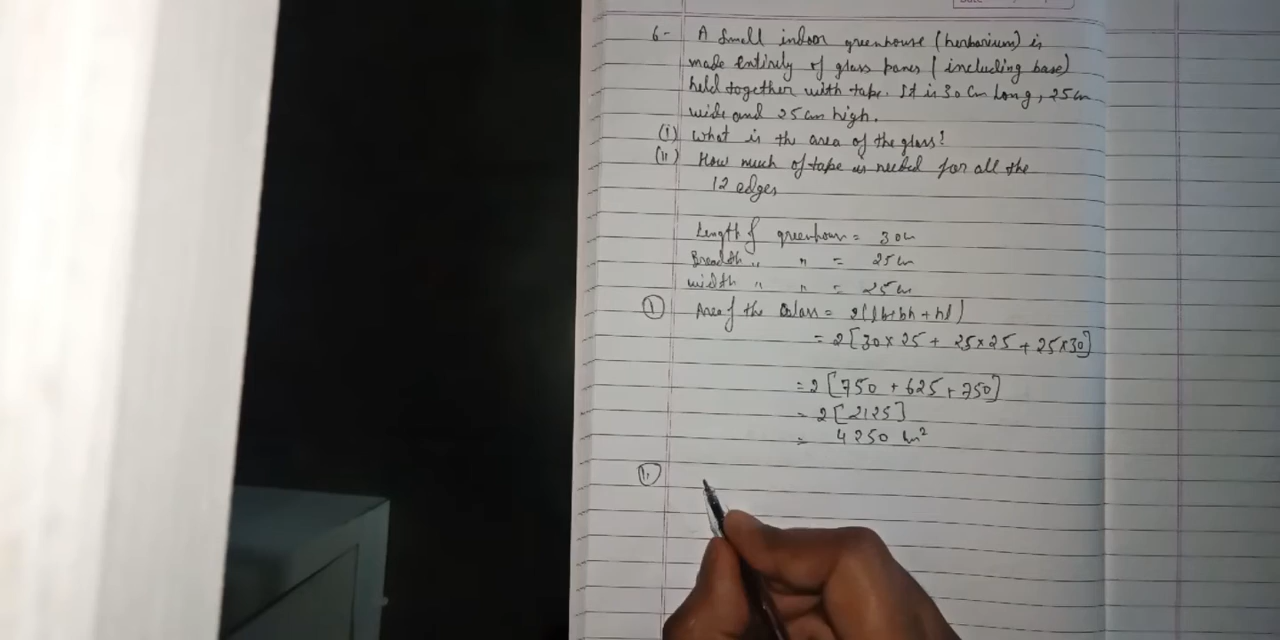 6- A Small indoor greenhouse (herbarium) is
made entirely of glass panes (including base)
held together with tape. It is 30 Cm Long, 25 cm
wide and 25 cm high.
(i) What is the area of the glass?
(ii) How much of tape is needed for all the
12 edges
Length of greenhouse = 30 cm
Breadth " " = 25 cm
width " " = 25 cm
(i) Area of the = 2(lb+bh + hl)
= 2[30×25 + 25×25 + 25×30]
= 2[750 + 625 + 750]
= 2[2125]
= 4250 cm²
(ii)